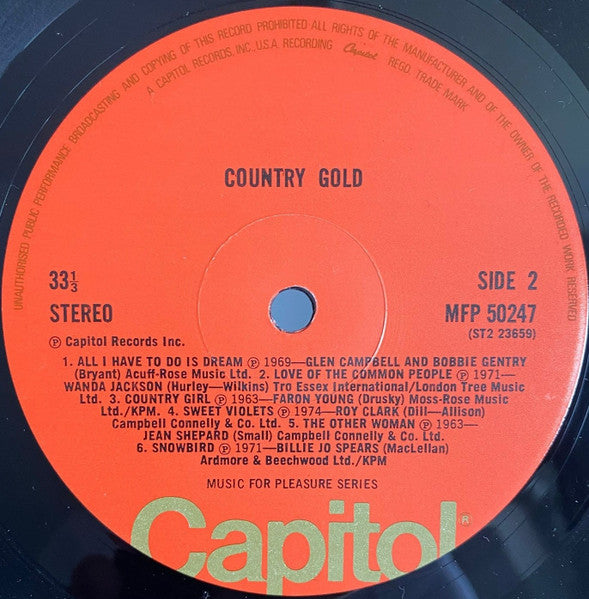 UNAUTHORISED PUBLIC PERFORMANCE BROADCASTING AND COPYING OF THIS RECORD PROHIBITED ALL RIGHTS OF THE MANUFACTURER AND OF THE OWNER OF THE RECORDED WORK RESERVED
A CAPITOL RECORDS, INC., U.S.A. RECORDING Capitol REGD. TRADE MARK
COUNTRY GOLD
33 1/3
SIDE 2
STEREO
MFP 50247
(ST2 23659)
Ⓟ Capitol Records Inc.
1. ALL I HAVE TO DO IS DREAM Ⓟ 1969—GLEN CAMPBELL AND BOBBIE GENTRY
(Bryant) Acuff-Rose Music Ltd. 2. LOVE OF THE COMMON PEOPLE Ⓟ 1971—
WANDA JACKSON (Hurley—Wilkins) Tro Essex International/London Tree Music
Ltd. 3. COUNTRY GIRL Ⓟ 1963—FARON YOUNG (Drusky) Moss-Rose Music
Ltd./KPM. 4. SWEET VIOLETS Ⓟ 1974—ROY CLARK (Dill—Allison)
Campbell Connelly & Co. Ltd. 5. THE OTHER WOMAN Ⓟ 1963—
JEAN SHEPARD (Small) Campbell Connelly & Co. Ltd.
6. SNOWBIRD Ⓟ 1971—BILLIE JO SPEARS (MacLellan)
Ardmore & Beechwood Ltd./KPM
MUSIC FOR PLEASURE SERIES
Capitol®